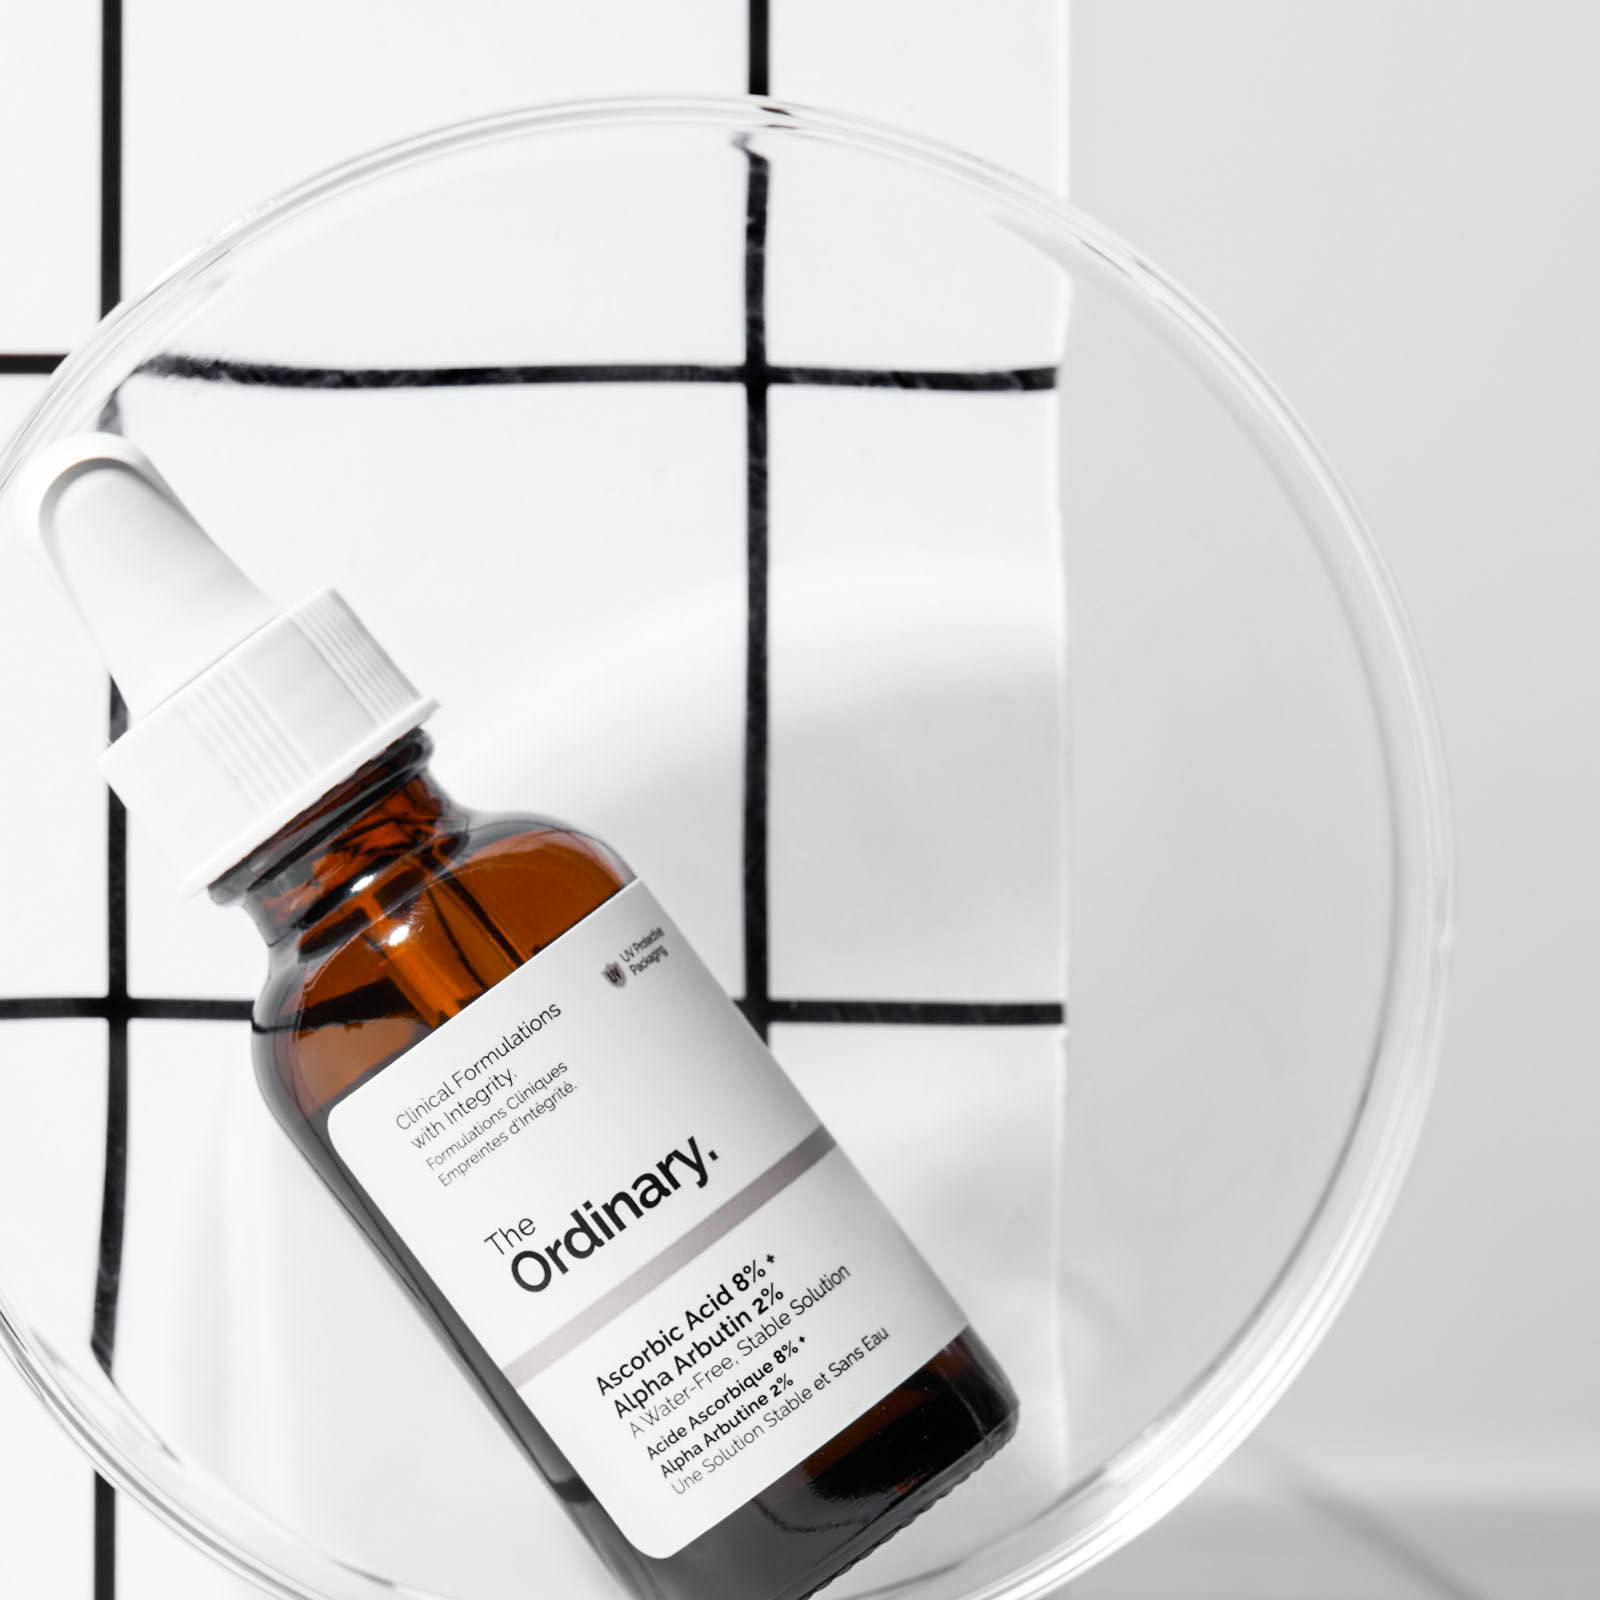 UV
UV Protective
Packaging
Clinical Formulations
with Integrity.
Formulations Cliniques
Empreintes d'Intégrité.
The
Ordinary.
Ascorbic Acid 8% +
Alpha Arbutin 2%
A Water-Free, Stable Solution
Acide Ascorbique 8% +
Alpha Arbutine 2%
Une Solution Stable et Sans Eau